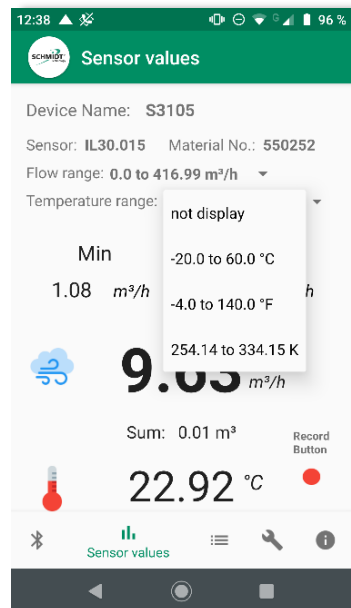 12:38 G 96 %
SCHMIDT Sensor values
Device Name: S3105
Sensor: IL30.015 Material No.: 550252
Flow range: 0.0 to 416.99 m³/h
Temperature range:
not display
-20.0 to 60.0 °C
-4.0 to 140.0 °F
254.14 to 334.15 K
Min
1.08 m³/h h
9.63 m³/h
Sum: 0.01 m³
Record
Button
22.92 °C
Sensor values